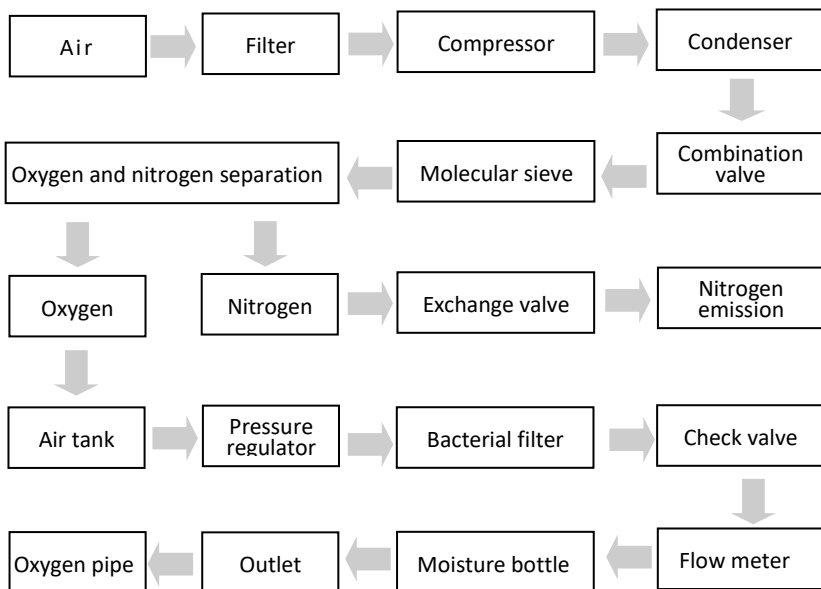 Air
Filter
Compressor
Condenser
Oxygen and nitrogen separation
Molecular sieve
Combination
valve
Oxygen
Nitrogen
Exchange valve
Nitrogen
emission
Air tank
Pressure
regulator
Bacterial filter
Check valve
Oxygen pipe
Outlet
Moisture bottle
Flow meter